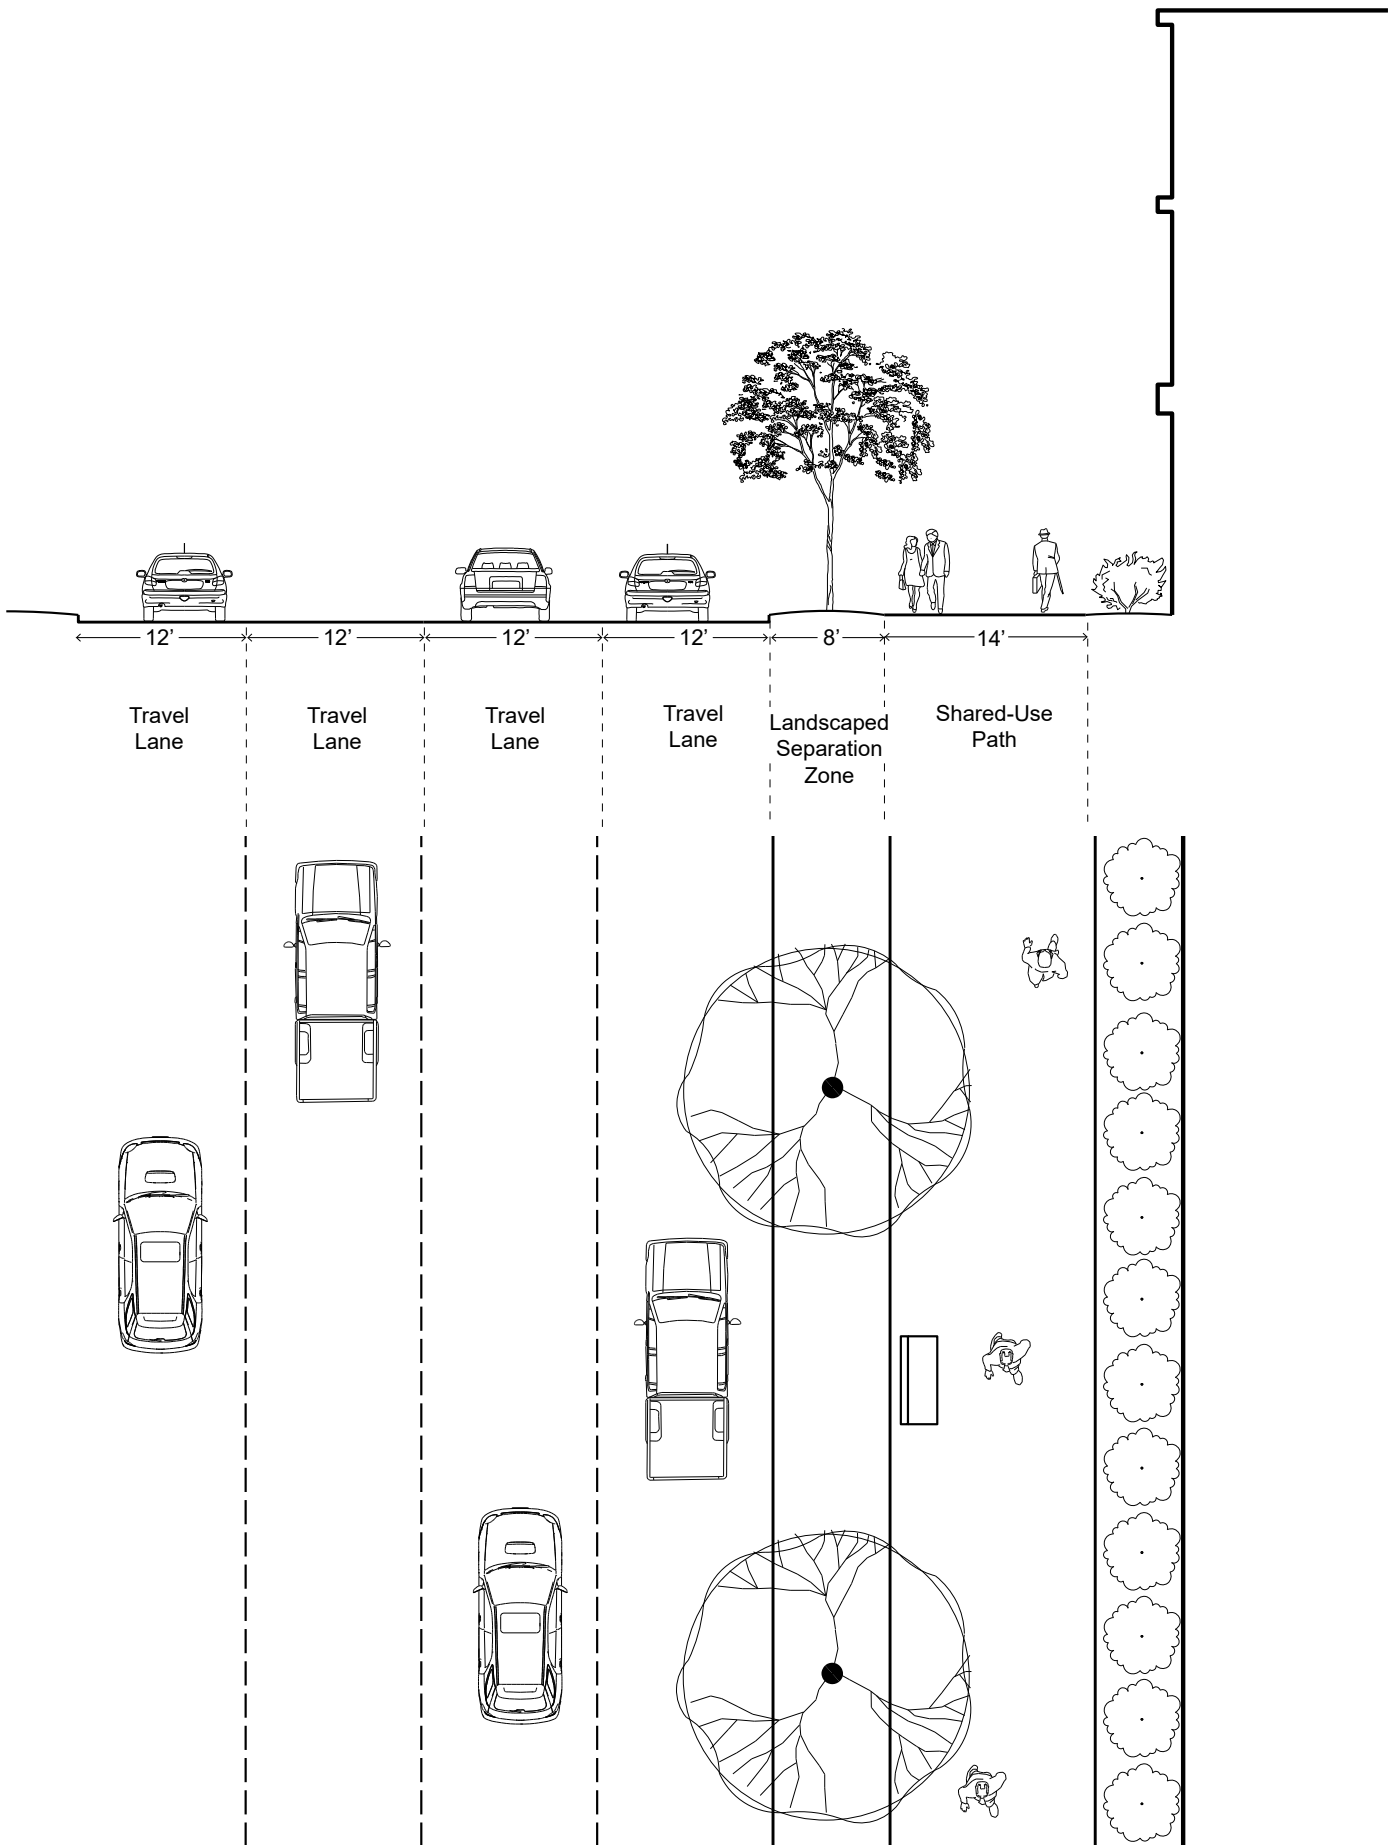 12' 12' 12' 12' 8' 14'
Travel
Lane
Travel
Lane
Travel
Lane
Travel
Lane
Landscaped
Separation
Zone
Shared-Use
Path